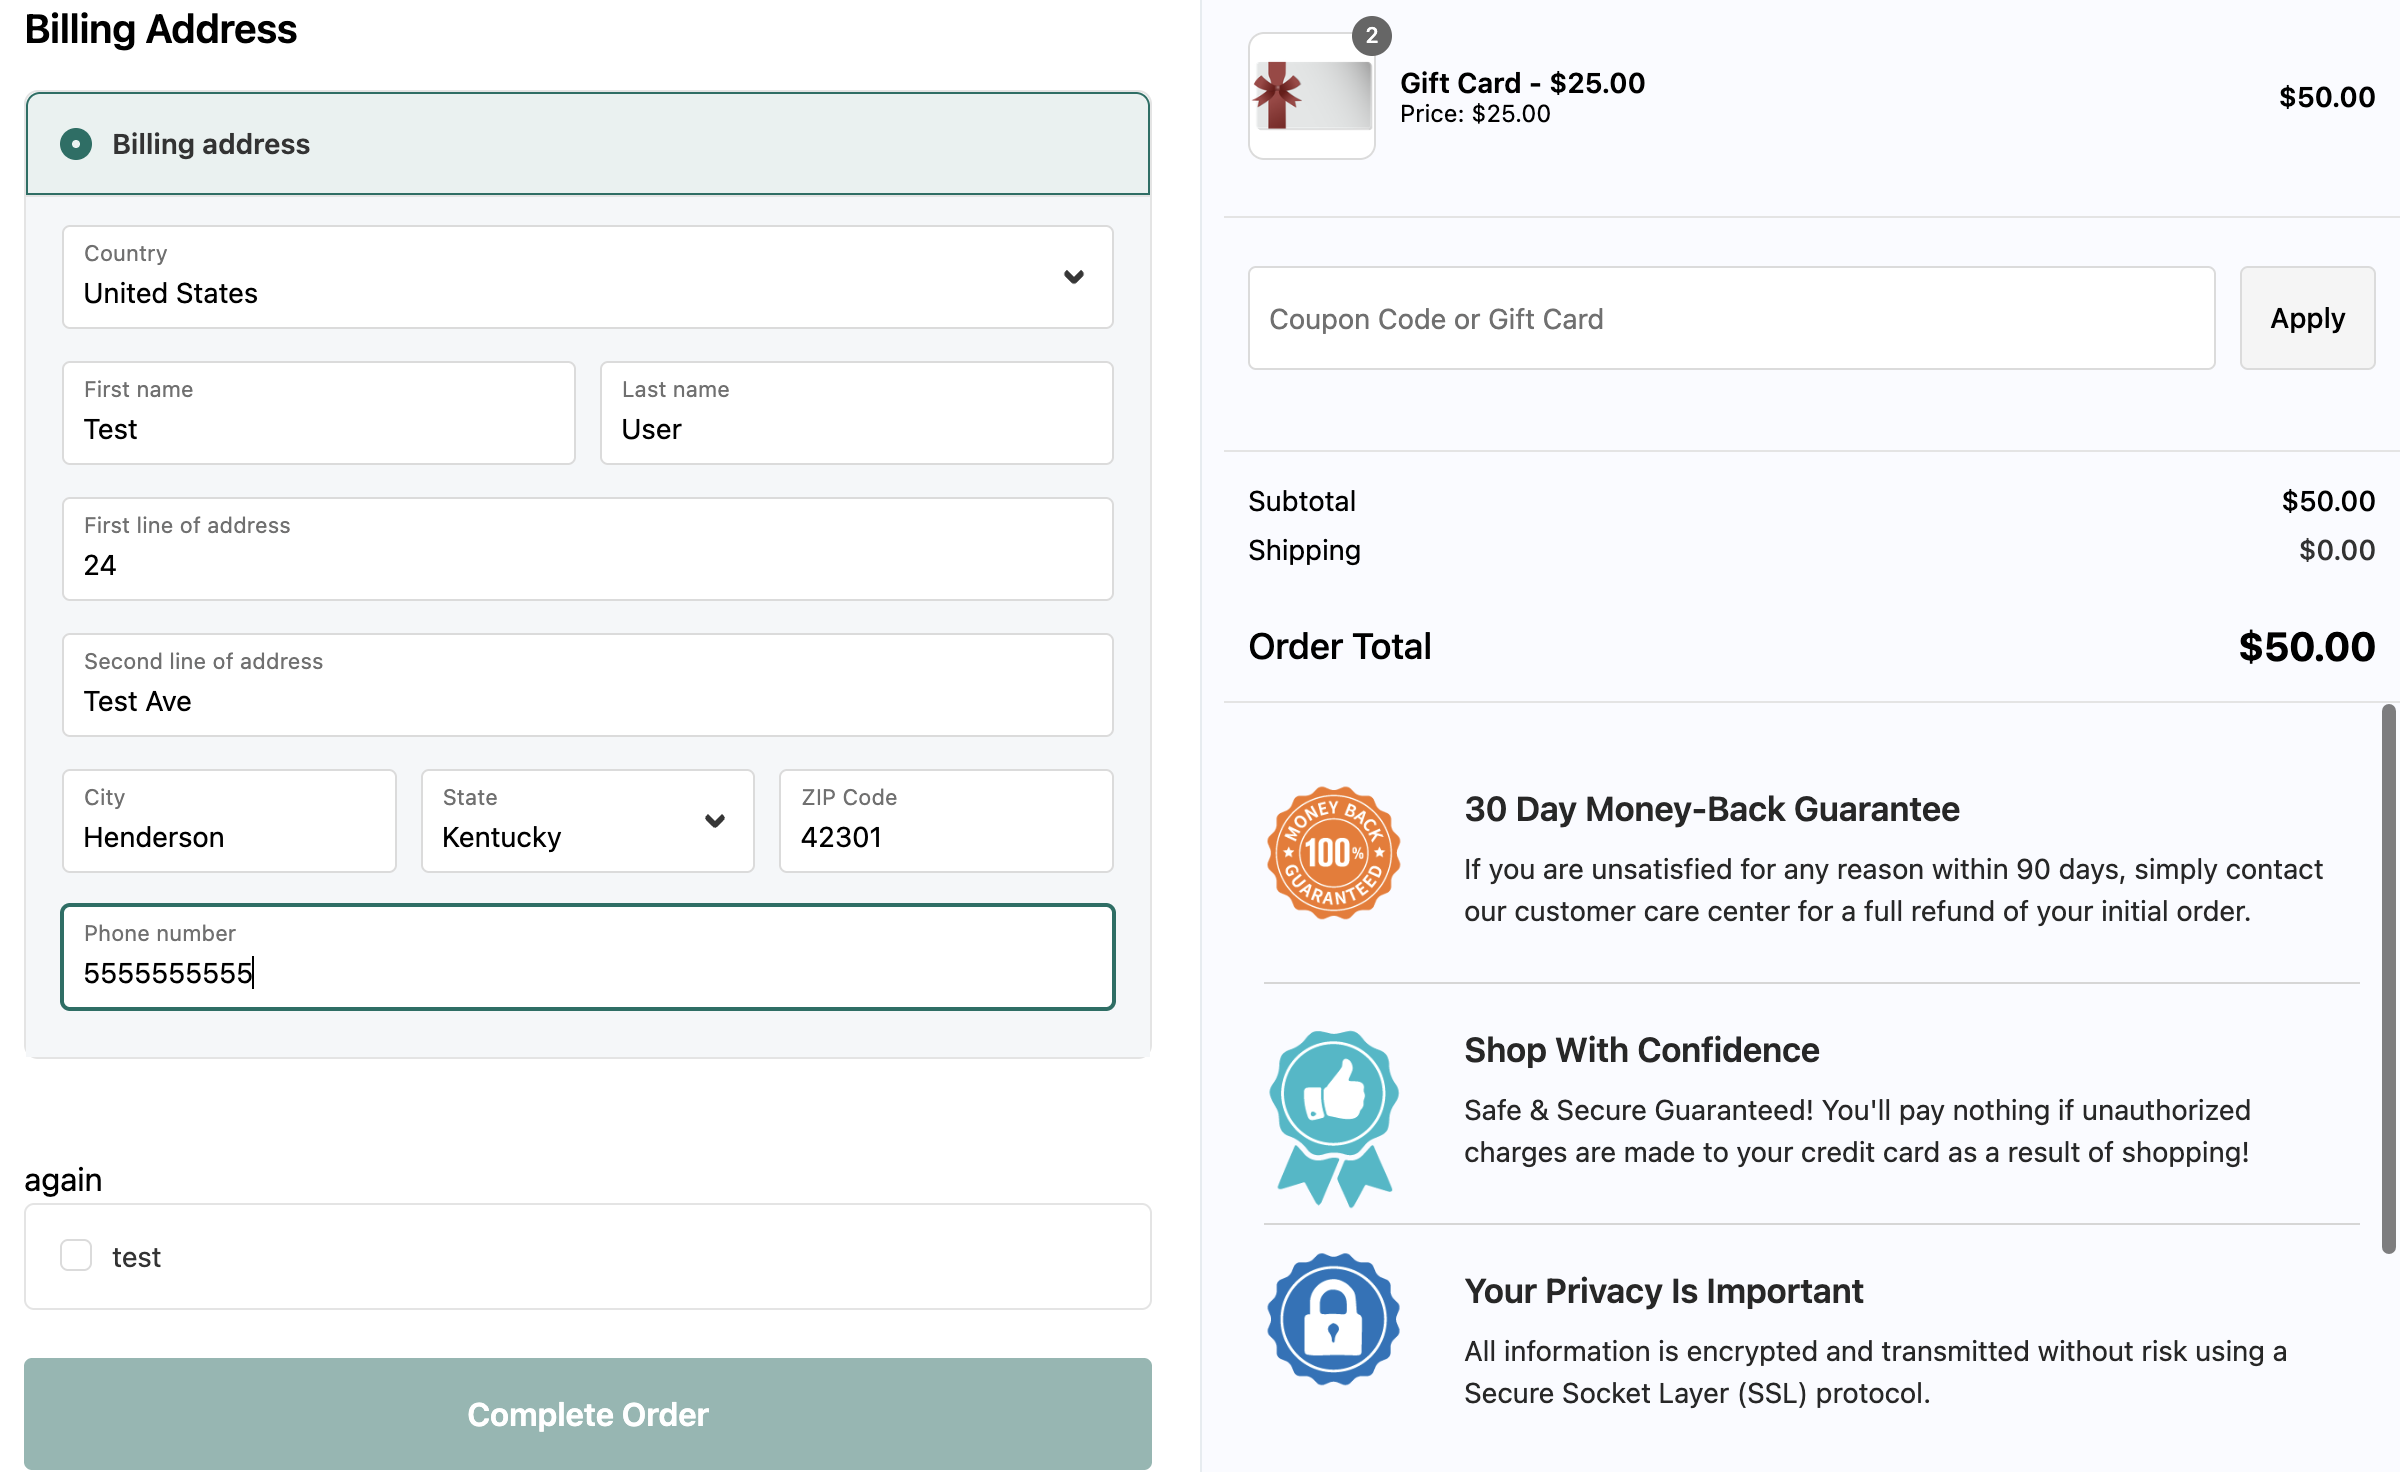 Billing Address
Billing address
Country
United States
First name
Test
Last name
User
First line of address
24
Second line of address
Test Ave
City
Henderson
State
Kentucky
ZIP Code
42301
Phone number
5555555555
again
test
Complete Order
2
Gift Card - $25.00
Price: $25.00
$50.00
Coupon Code or Gift Card
Apply
Subtotal
$50.00
Shipping
$0.00
Order Total
$50.00
MONEY BACK
100%
GUARANTEED
30 Day Money-Back Guarantee
If you are unsatisfied for any reason within 90 days, simply contact
our customer care center for a full refund of your initial order.
Shop With Confidence
Safe & Secure Guaranteed! You'll pay nothing if unauthorized
charges are made to your credit card as a result of shopping!
Your Privacy Is Important
All information is encrypted and transmitted without risk using a
Secure Socket Layer (SSL) protocol.